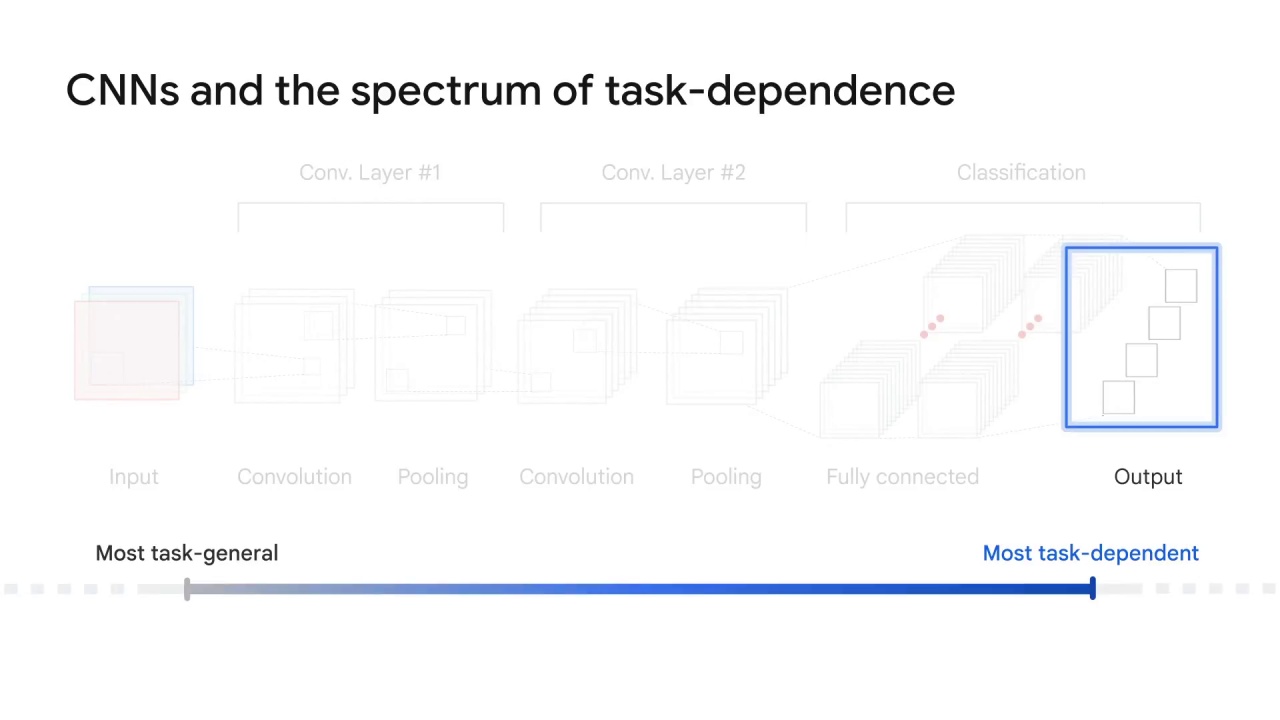 CNNs and the spectrum of task-dependence
Conv. Layer #1
Conv. Layer #2
Classification
Input
Convolution
Pooling
Convolution
Pooling
Fully connected
Output
Most task-general
Most task-dependent